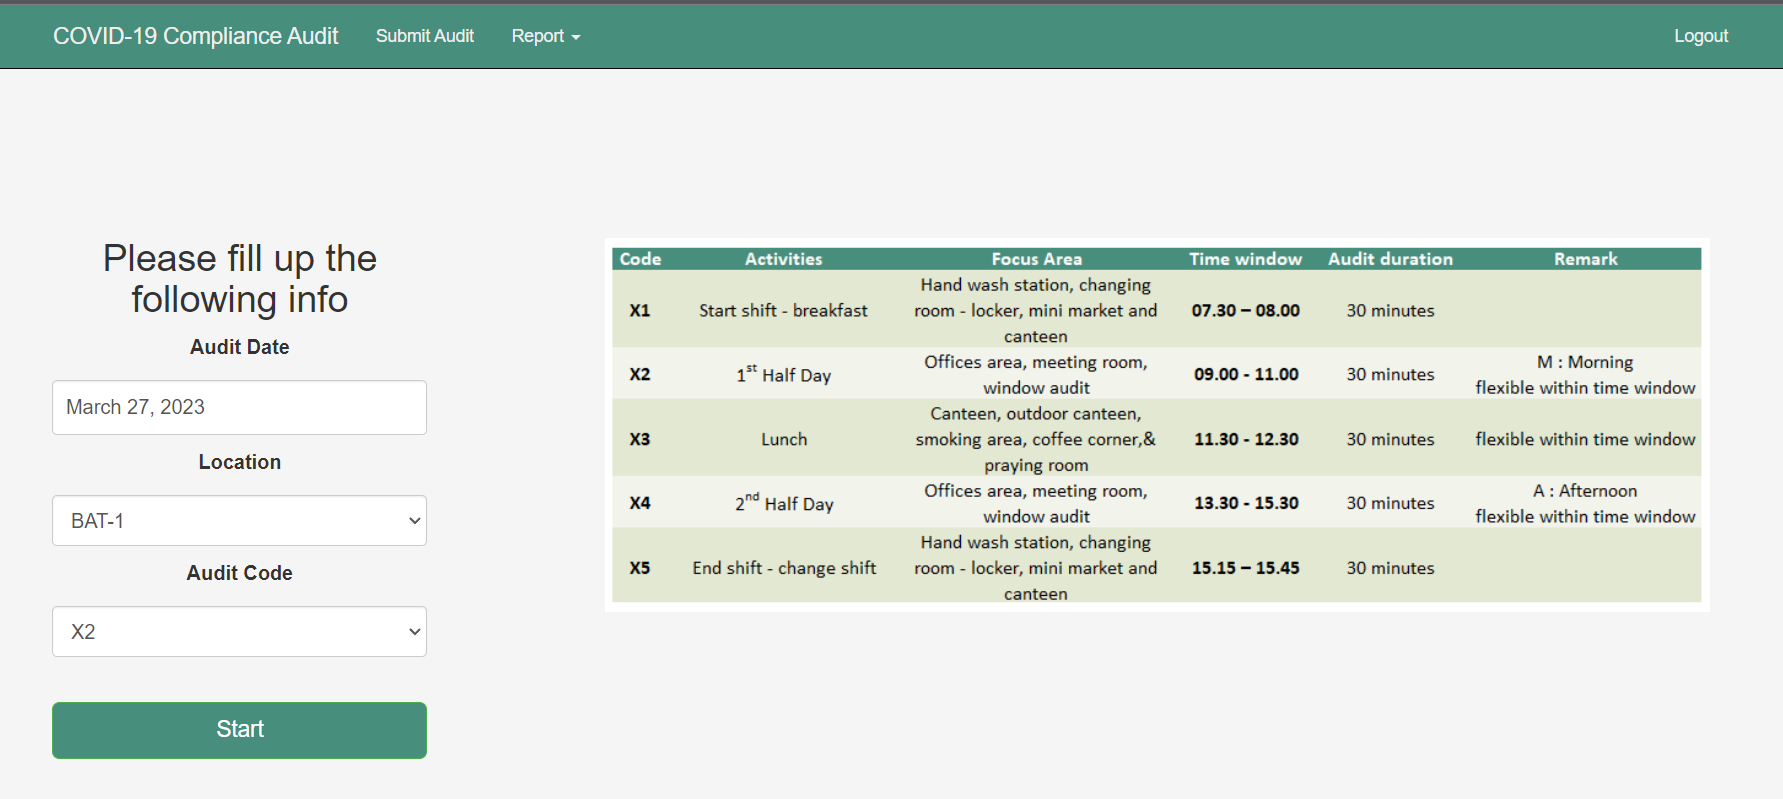 COVID-19 Compliance Audit Submit Audit Report Logout
Please fill up the
following info
Audit Date
March 27, 2023
Location
BAT-1
Audit Code
X2
Start
Code Activities Focus Area Time window Audit duration Remark
Hand wash station, changing
X1 Start shift - breakfast room - locker, mini market and 07.30 – 08.00 30 minutes
canteen
Offices area, meeting room, M : Morning
X2 1st Half Day 09.00 - 11.00 30 minutes
window audit flexible within time window
Canteen, outdoor canteen,
X3 Lunch smoking area, coffee corner,& 11.30 - 12.30 30 minutes flexible within time window
praying room
Offices area, meeting room, A : Afternoon
X4 2nd Half Day 13.30 - 15.30 30 minutes
window audit flexible within time window
Hand wash station, changing
X5 End shift - change shift room - locker, mini market and 15.15 – 15.45 30 minutes
canteen